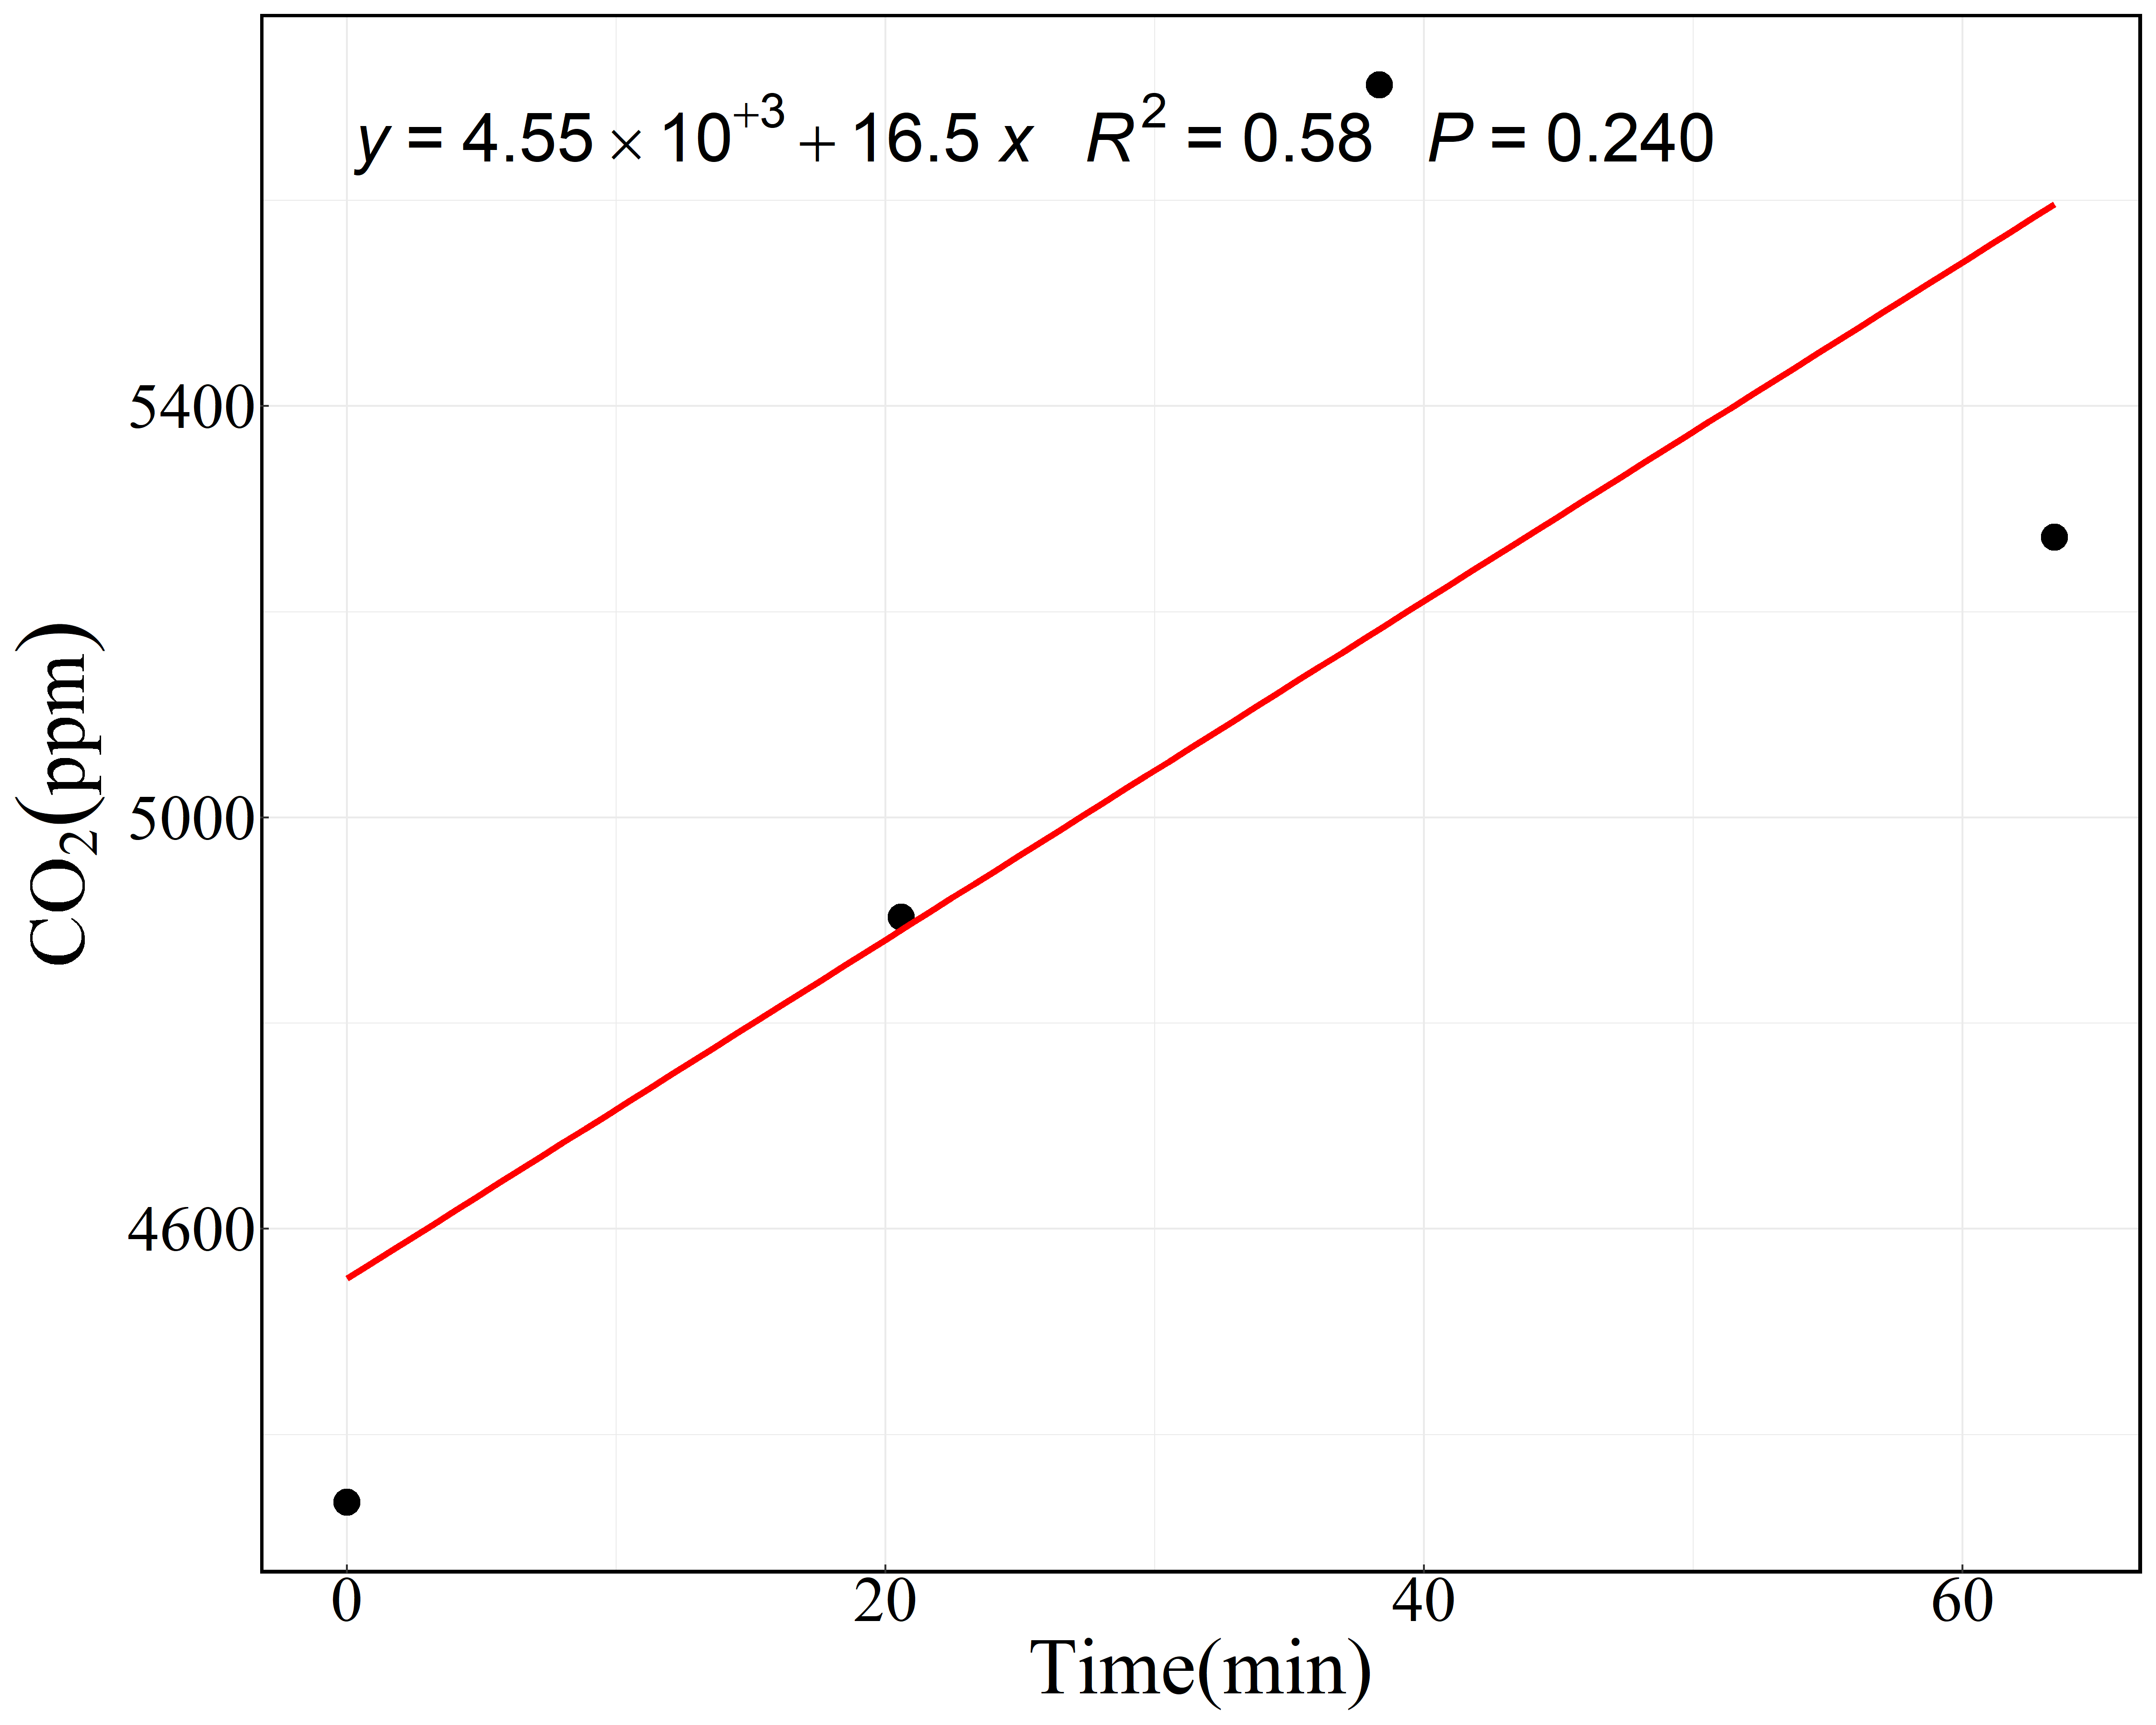 y = 4.55 × 10⁺³ + 16.5 x R² = 0.58 P = 0.240
5400
5000
4600
CO₂(ppm)
0 20 40 60
Time(min)